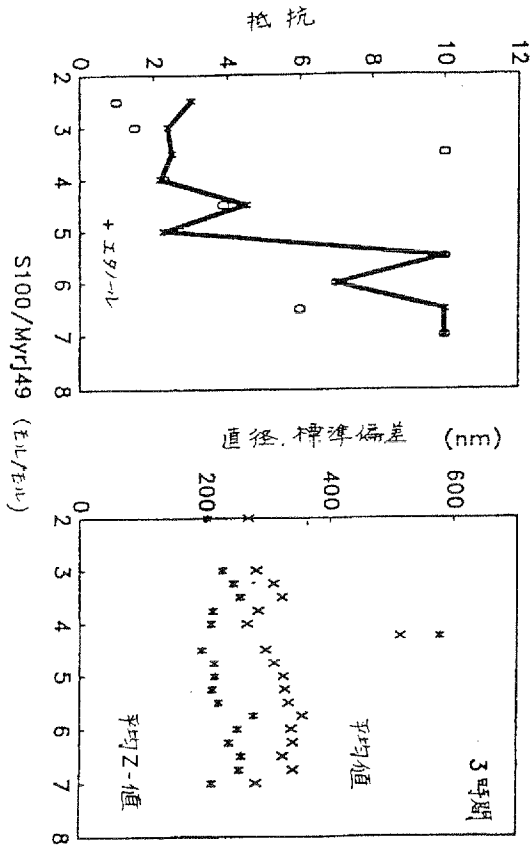 抵抗
2 4 6 8 10
2 3 4 5 6 7 8
+ エタノール
S100/Myrj49 (モル/モル)
直径.標準偏差 (nm)
0 200 400 600
2 3 4 5 6 7 8
3時間
平均値
平均Z-値